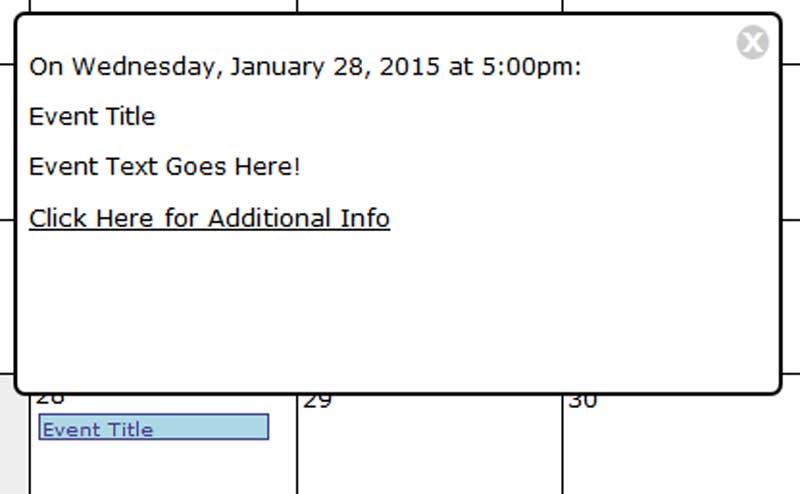 On Wednesday, January 28, 2015 at 5:00pm:
Event Title
Event Text Goes Here!
Click Here for Additional Info
28
29
30
Event Title